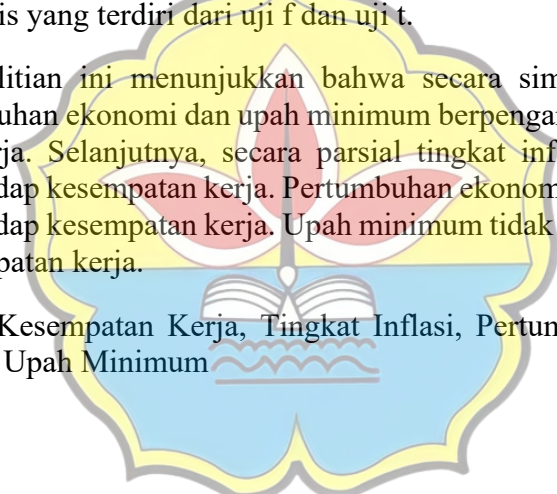 is yang terdiri dari uji f dan uji t.
litian ini menunjukkan bahwa secara sim
uhan ekonomi dan upah minimum berpengar
rja. Selanjutnya, secara parsial tingkat inf
dap kesempatan kerja. Pertumbuhan ekonom
dap kesempatan kerja. Upah minimum tidak
patan kerja.
Kesempatan Kerja, Tingkat Inflasi, Pertun
Upah Minimum